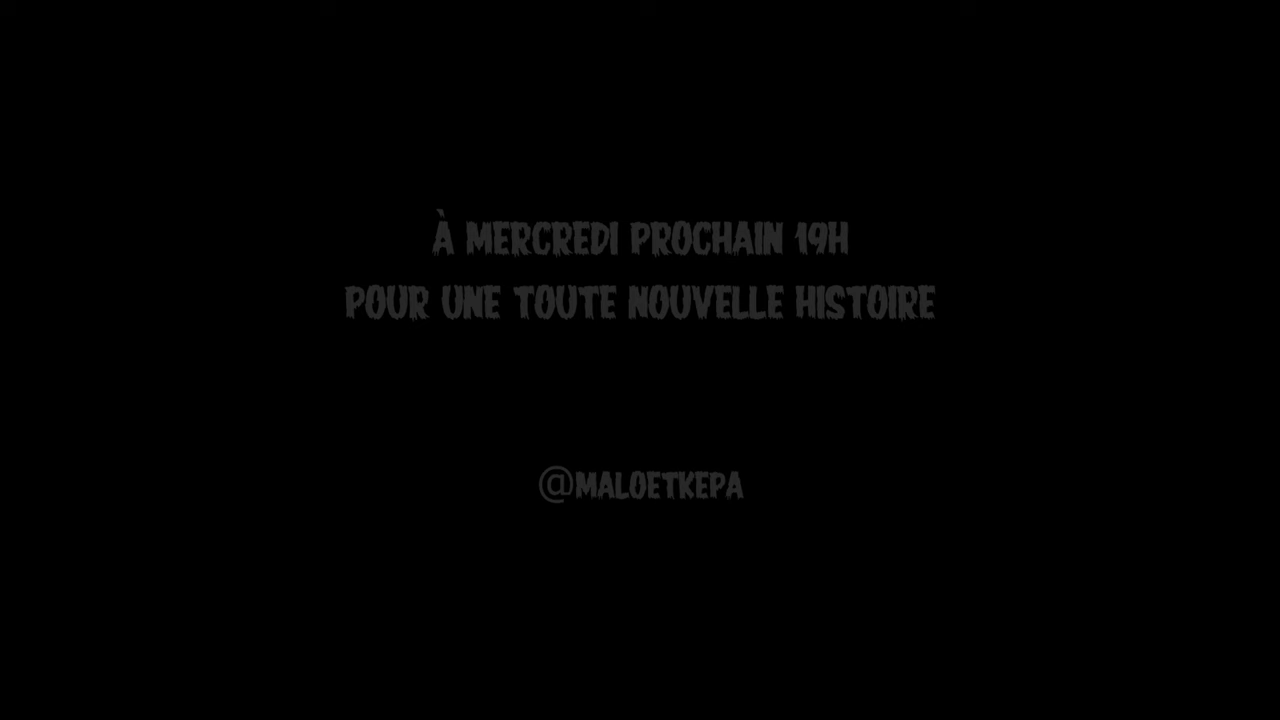 À MERCREDI PROCHAIN 19H
POUR UNE TOUTE NOUVELLE HISTOIRE
@MALOETKEPA